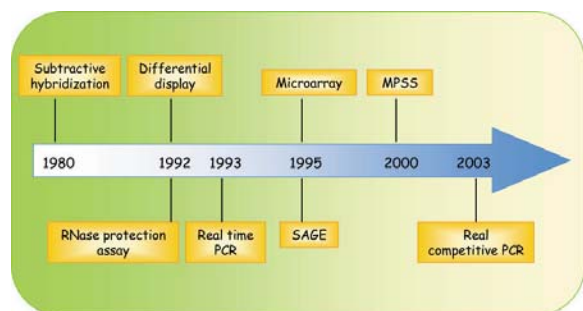 Subtractive
hybridization
Differential
display
Microarray
MPSS
1980
1992
1993
1995
2000
2003
RNase protection
assay
Real time
PCR
SAGE
Real
competitive PCR